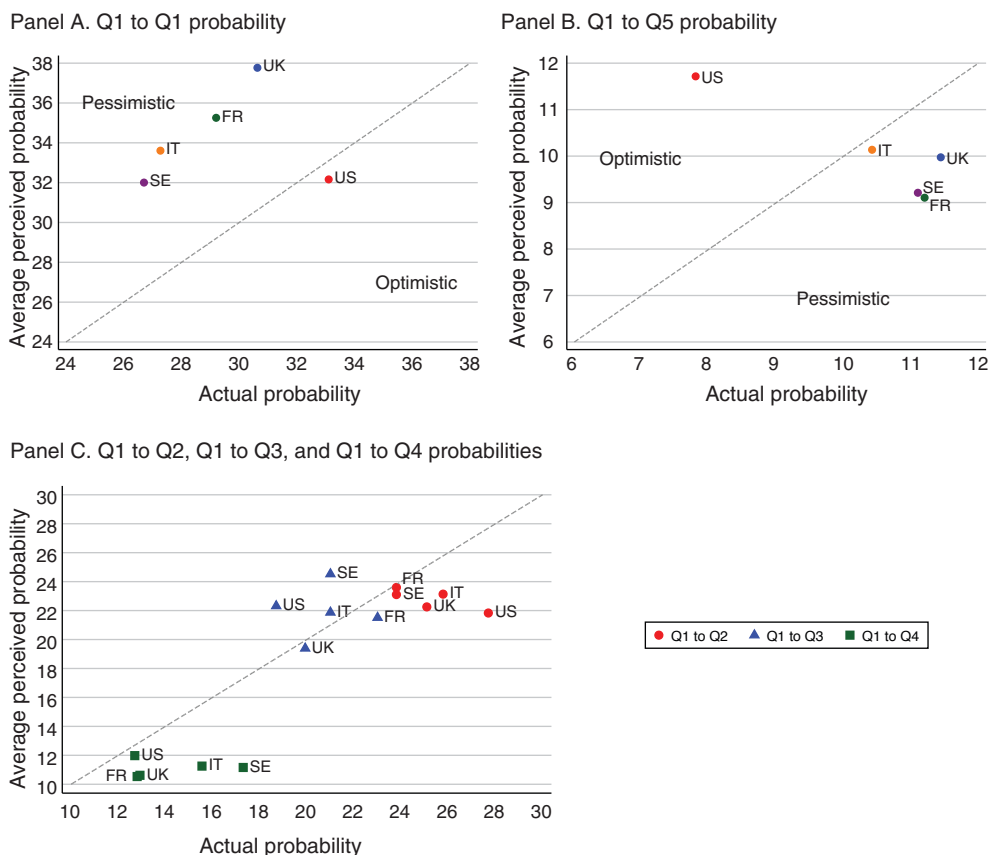 Panel A. Q1 to Q1 probability
Average perceived probability
38
36
34
32
30
28
26
24
Pessimistic
UK
FR
IT
SE
US
Optimistic
24 26 28 30 32 34 36 38
Actual probability
Panel B. Q1 to Q5 probability
Average perceived probability
12
11
10
9
8
7
6
US
Optimistic
IT
UK
SE
FR
Pessimistic
6 7 8 9 10 11 12
Actual probability
Panel C. Q1 to Q2, Q1 to Q3, and Q1 to Q4 probabilities
Average perceived probability
30
28
26
24
22
20
18
16
14
12
10
SE
FR
SE
IT
US
IT
FR
UK
US
UK
US
FR
UK
IT
SE
10 12 14 16 18 20 22 24 26 28 30
Actual probability
Q1 to Q2 Q1 to Q3 Q1 to Q4